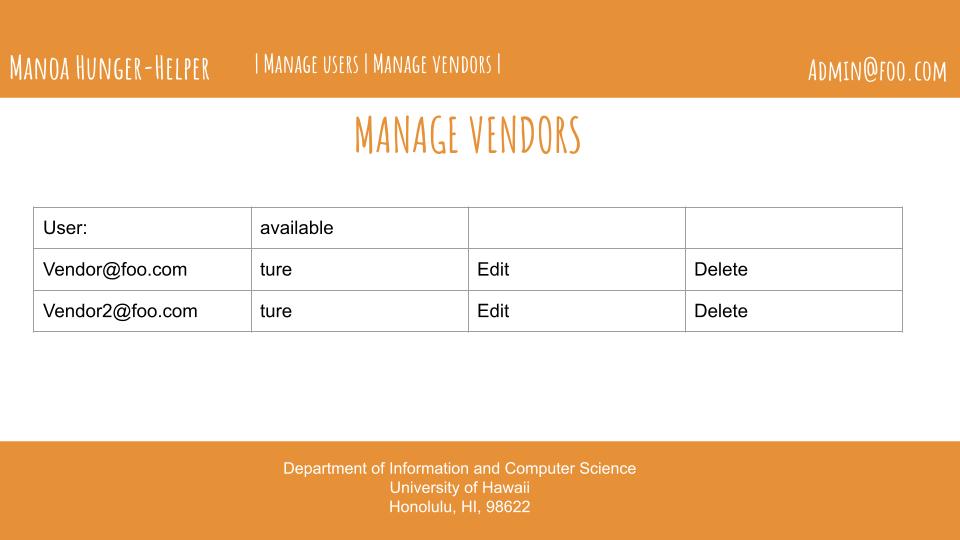 Manoa Hunger-Helper | Manage users | Manage vendors | Admin@foo.com
Manage vendors
User: available
Vendor@foo.com ture Edit Delete
Vendor2@foo.com ture Edit Delete
Department of Information and Computer Science
University of Hawaii
Honolulu, HI, 98622